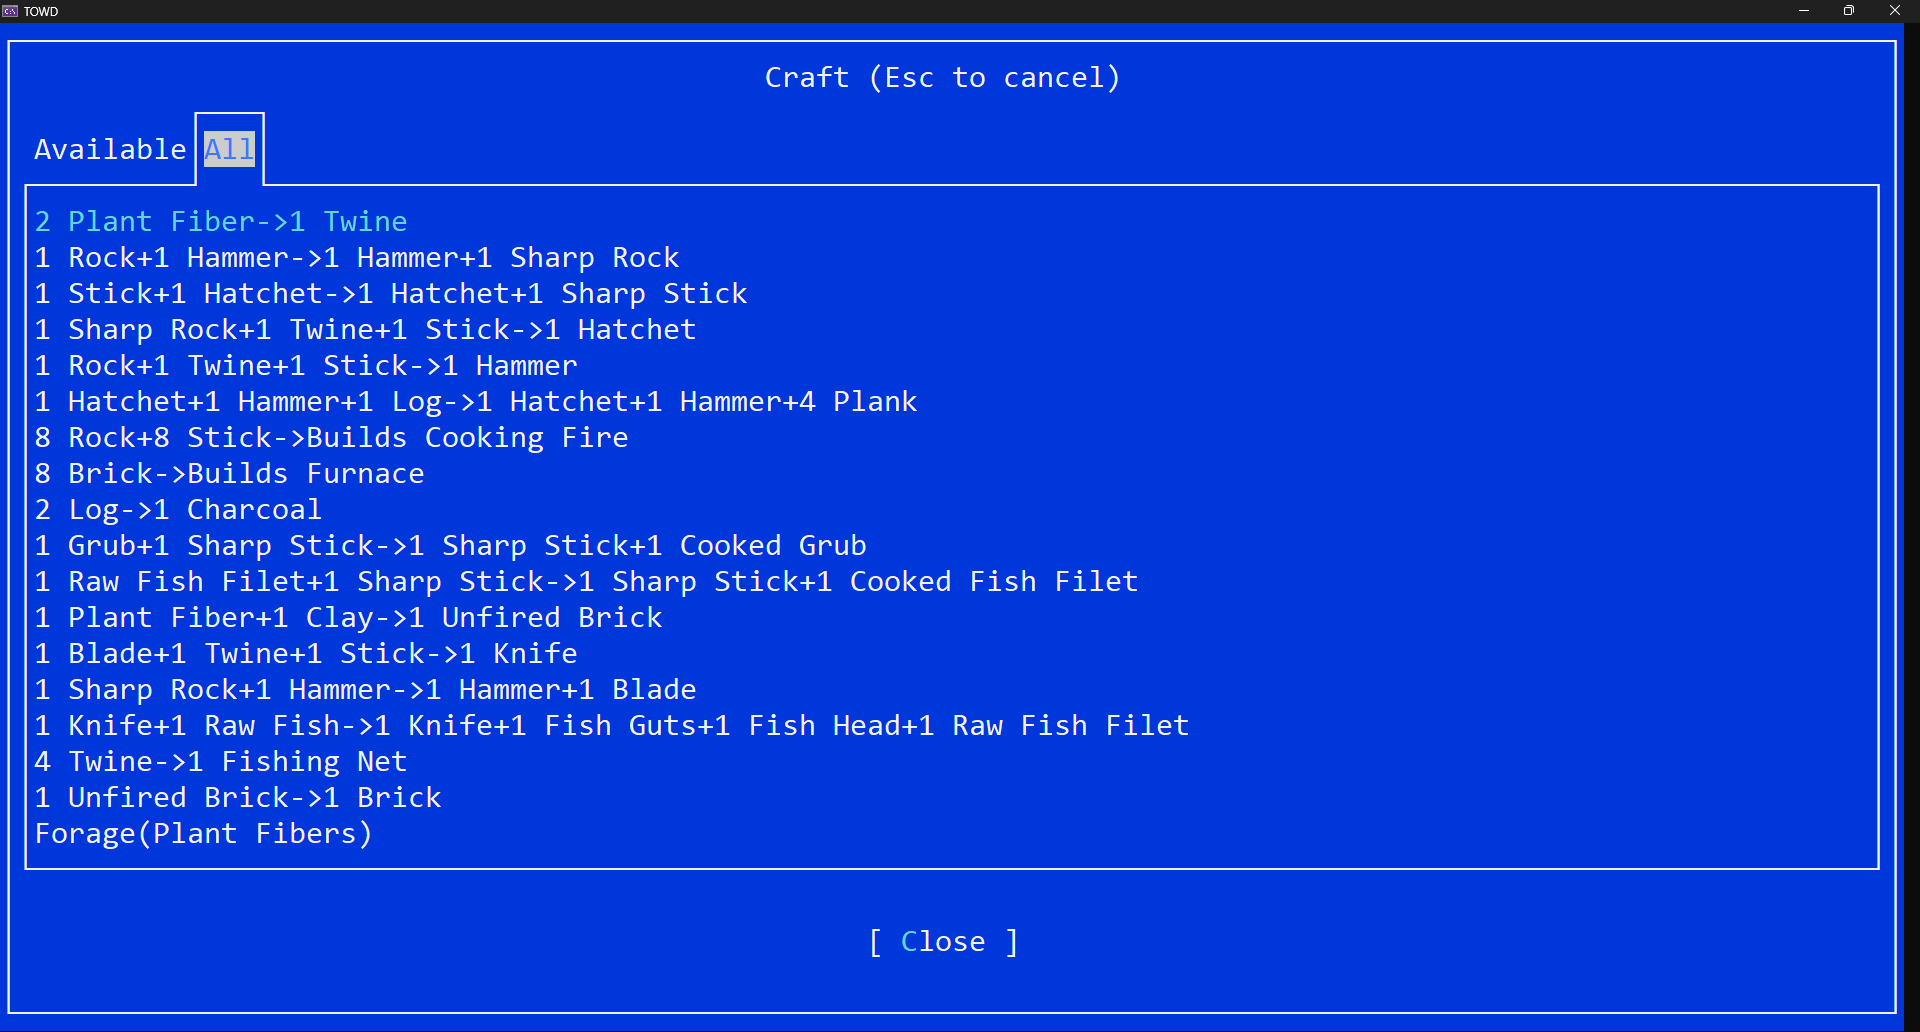 TOWD
Craft (Esc to cancel)
Available All
2 Plant Fiber->1 Twine
1 Rock+1 Hammer->1 Hammer+1 Sharp Rock
1 Stick+1 Hatchet->1 Hatchet+1 Sharp Stick
1 Sharp Rock+1 Twine+1 Stick->1 Hatchet
1 Rock+1 Twine+1 Stick->1 Hammer
1 Hatchet+1 Hammer+1 Log->1 Hatchet+1 Hammer+4 Plank
8 Rock+8 Stick->Builds Cooking Fire
8 Brick->Builds Furnace
2 Log->1 Charcoal
1 Grub+1 Sharp Stick->1 Sharp Stick+1 Cooked Grub
1 Raw Fish Filet+1 Sharp Stick->1 Sharp Stick+1 Cooked Fish Filet
1 Plant Fiber+1 Clay->1 Unfired Brick
1 Blade+1 Twine+1 Stick->1 Knife
1 Sharp Rock+1 Hammer->1 Hammer+1 Blade
1 Knife+1 Raw Fish->1 Knife+1 Fish Guts+1 Fish Head+1 Raw Fish Filet
4 Twine->1 Fishing Net
1 Unfired Brick->1 Brick
Forage(Plant Fibers)
[ Close ]